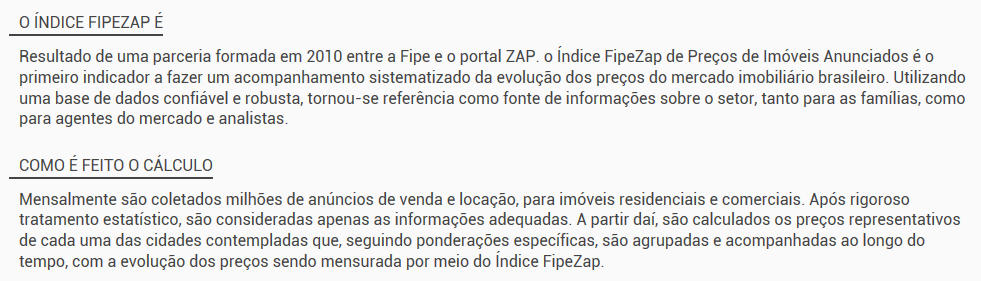 O ÍNDICE FIPEZAP É
Resultado de uma parceria formada em 2010 entre a Fipe e o portal ZAP. o Índice FipeZap de Preços de Imóveis Anunciados é o
primeiro indicador a fazer um acompanhamento sistematizado da evolução dos preços do mercado imobiliário brasileiro. Utilizando
uma base de dados confiável e robusta, tornou-se referência como fonte de informações sobre o setor, tanto para as famílias, como
para agentes do mercado e analistas.
COMO É FEITO O CÁLCULO
Mensalmente são coletados milhões de anúncios de venda e locação, para imóveis residenciais e comerciais. Após rigoroso
tratamento estatístico, são consideradas apenas as informações adequadas. A partir daí, são calculados os preços representativos
de cada uma das cidades contempladas que, seguindo ponderações específicas, são agrupadas e acompanhadas ao longo do
tempo, com a evolução dos preços sendo mensurada por meio do Índice FipeZap.